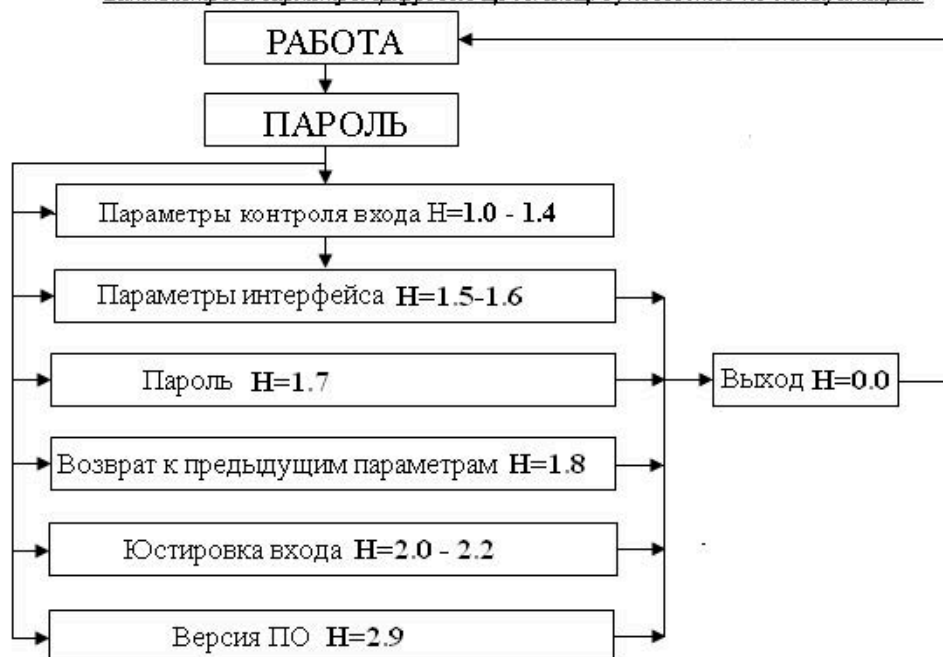 РАБОТА
ПАРОЛЬ
Параметры контроля входа Н=1.0 - 1.4
Параметры интерфейса Н=1.5-1.6
Пароль Н=1.7
Выход Н=0.0
Возврат к предыдущим параметрам Н=1.8
Юстировка входа Н=2.0 - 2.2
Версия ПО Н=2.9